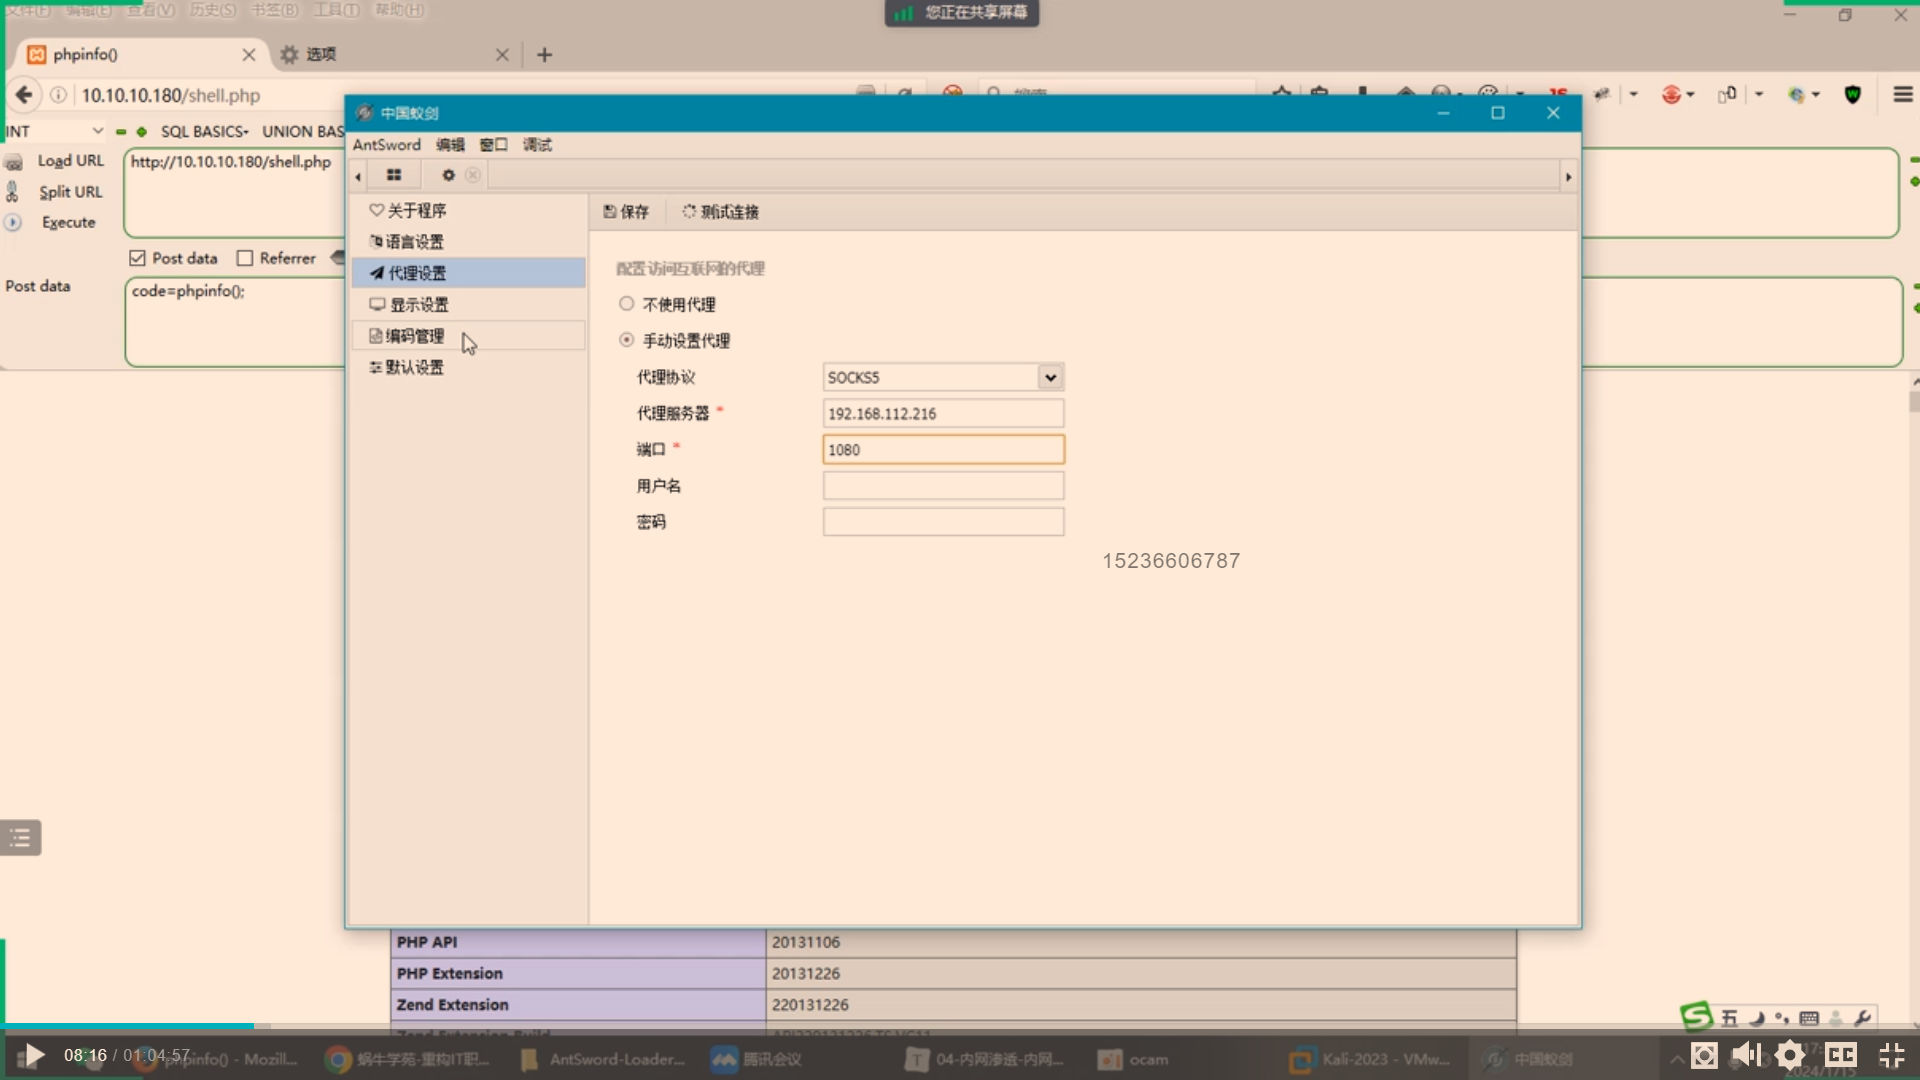 文件(F) 编辑(E) 查看(V) 历史(S) 书签(B) 工具(T) 帮助(H)
您正在共享屏幕
phpinfo()
选项
10.10.10.180/shell.php
搜索
INT
SQL BASICS
UNION BAS
Load URL
http://10.10.10.180/shell.php
Split URL
Execute
Post data
Referrer
Post data
code=phpinfo();
中国蚁剑
AntSword 编辑 窗口 调试
关于程序
语言设置
代理设置
显示设置
编码管理
默认设置
保存
测试连接
配置访问互联网的代理
不使用代理
手动设置代理
代理协议
SOCKS5
代理服务器 *
192.168.112.216
端口 *
1080
用户名
密码
15236606787
PHP API 20131106
PHP Extension 20131226
Zend Extension 220131226
五
08:16 / 01:04:57
phpinfo() - Mozill...
蜗牛学苑-重构IT职...
AntSword-Loader...
腾讯会议
04-内网渗透-内网...
ocam
Kali-2023 - VMw...
中国蚁剑
2024/1/15